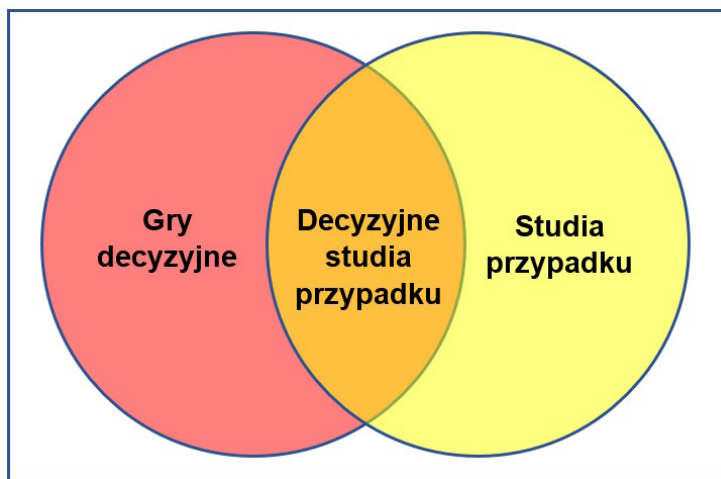 Gry
decyzyjne
Decyzyjne
studia
przypadku
Studia
przypadku